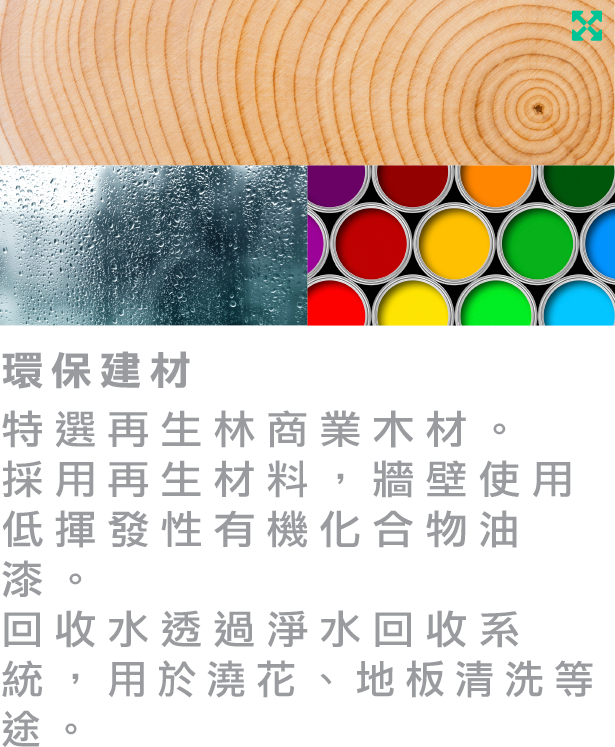 環保建材
特選再生林商業木材。
採用再生材料，牆壁使用
低揮發性有機化合物油
漆。
回收水透過淨水回收系
統，用於澆花、地板清洗等
途。